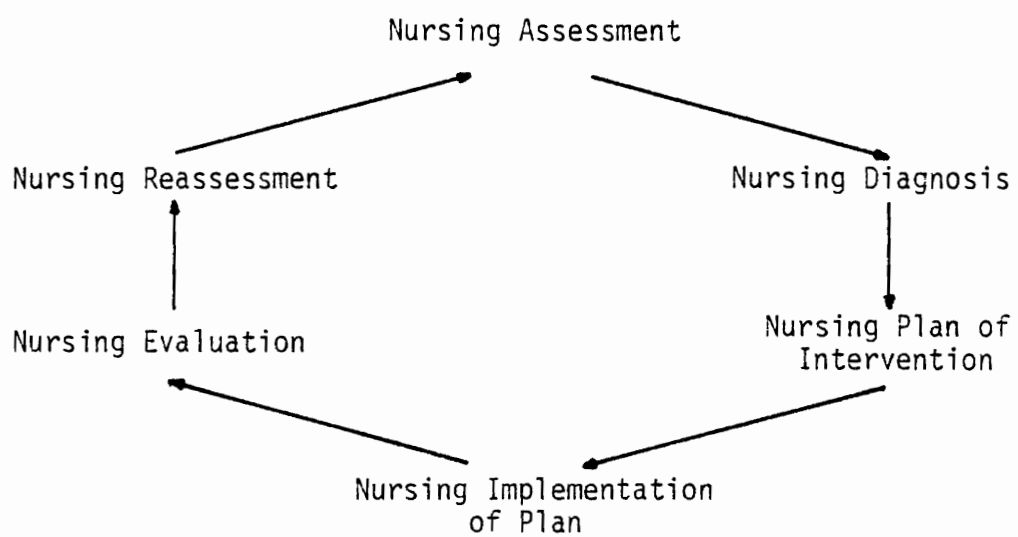 Nursing Assessment
Nursing Reassessment
Nursing Diagnosis
Nursing Evaluation
Nursing Plan of
Intervention
Nursing Implementation
of Plan